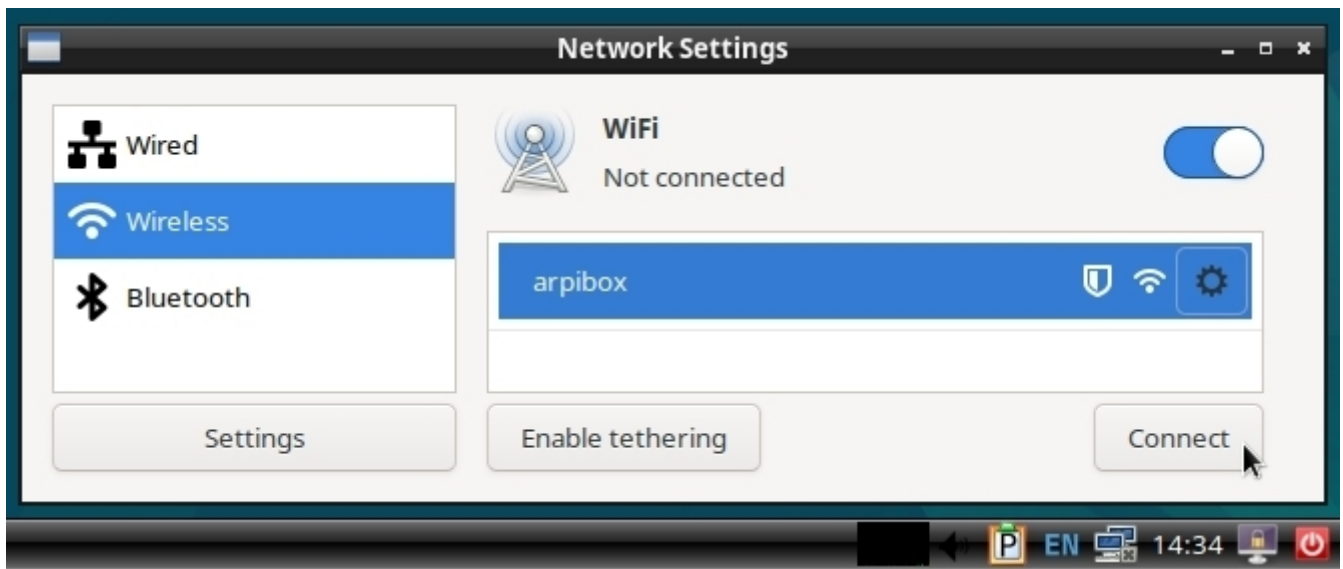 Network Settings
Wired
Wireless
Bluetooth
Settings
WiFi
Not connected
arpibox
Enable tethering
Connect
P EN 14:34